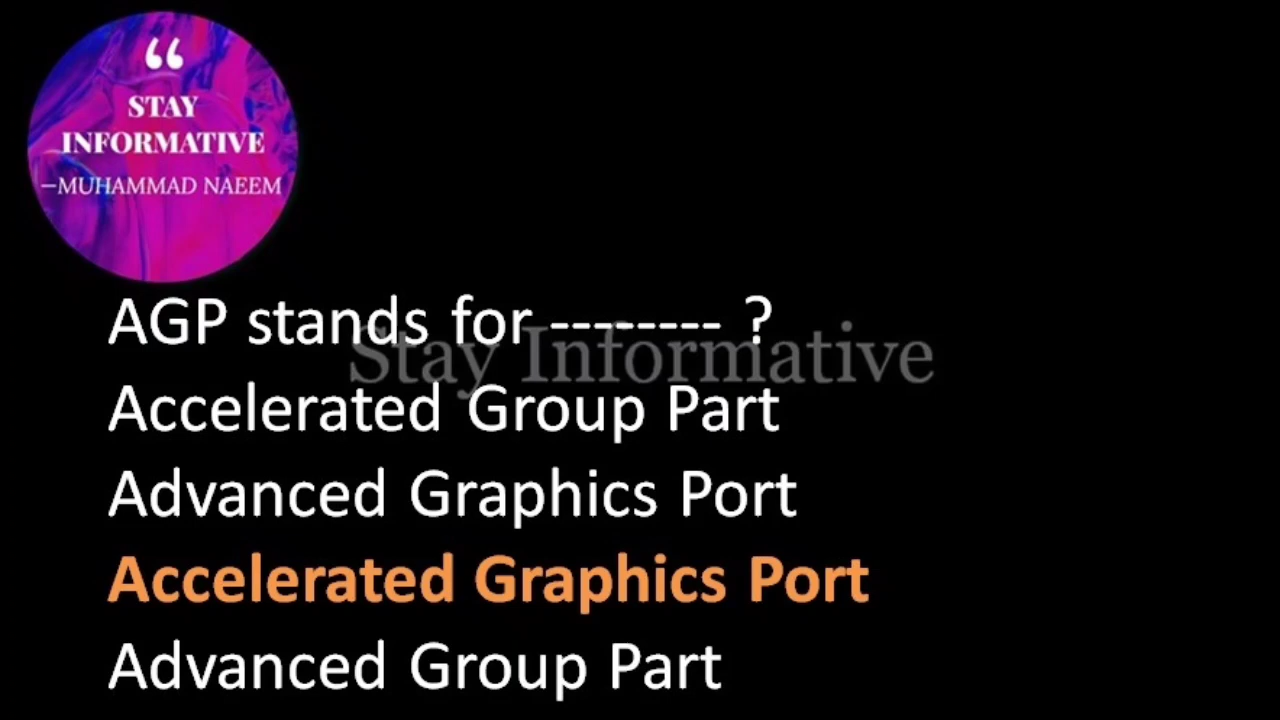 “
STAY
INFORMATIVE
–MUHAMMAD NAEEM
AGP stands for -------- ?
Stay Informative
Accelerated Group Part
Advanced Graphics Port
Accelerated Graphics Port
Advanced Group Part